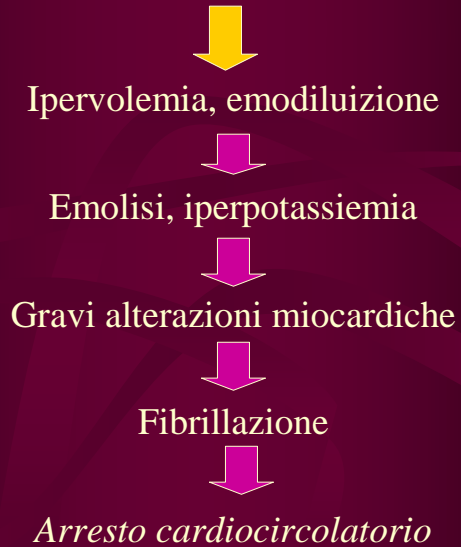 Ipervolemia, emodiluizione
Emolisi, iperpotassiemia
Gravi alterazioni miocardiche
Fibrillazione
Arresto cardiocircolatorio